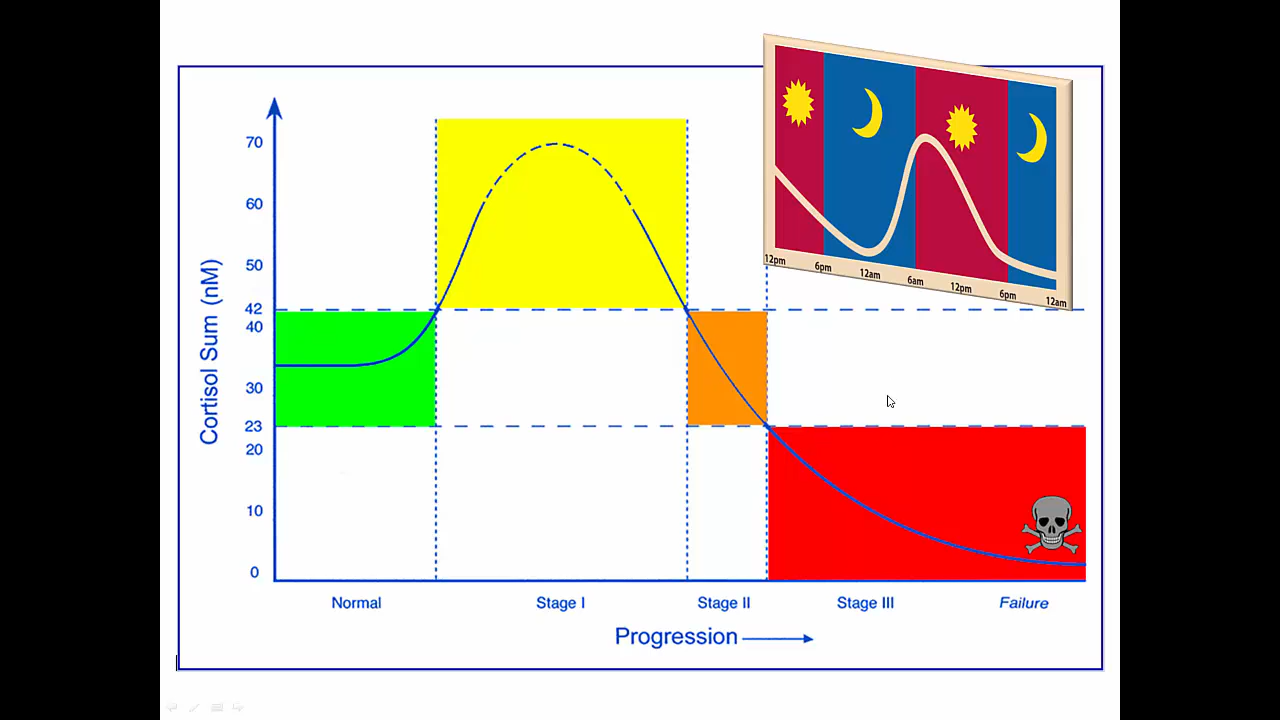 70
60
50
42
40
30
23
20
10
0
Cortisol Sum (nM)
12pm 6pm 12am 6am 12pm 6pm 12am
Normal Stage I Stage II Stage III Failure
Progression